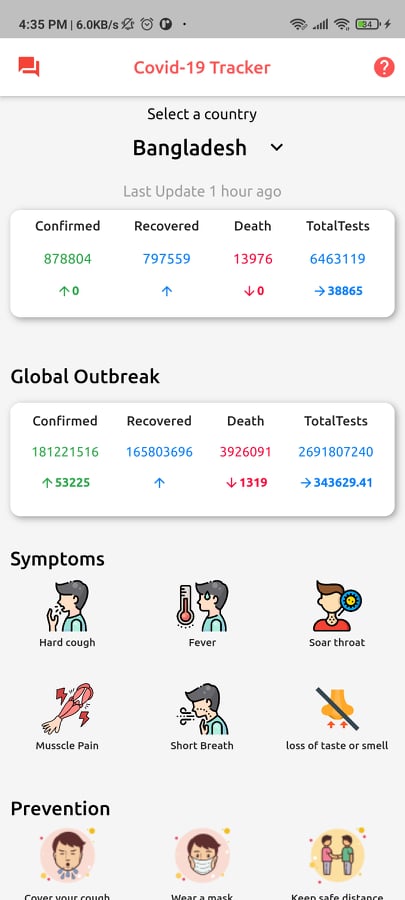 4:35 PM | 6.0KB/s
34
Covid-19 Tracker
?
Select a country
Bangladesh
Last Update 1 hour ago
Confirmed Recovered Death TotalTests
878804 797559 13976 6463119
↑0 ↑ ↓0 →38865
Global Outbreak
Confirmed Recovered Death TotalTests
181221516 165803696 3926091 2691807240
↑53225 ↑ ↓1319 →343629.41
Symptoms
Hard cough Fever Soar throat
Musscle Pain Short Breath loss of taste or smell
Prevention
Cover your cough Wear a mask Keep safe distance